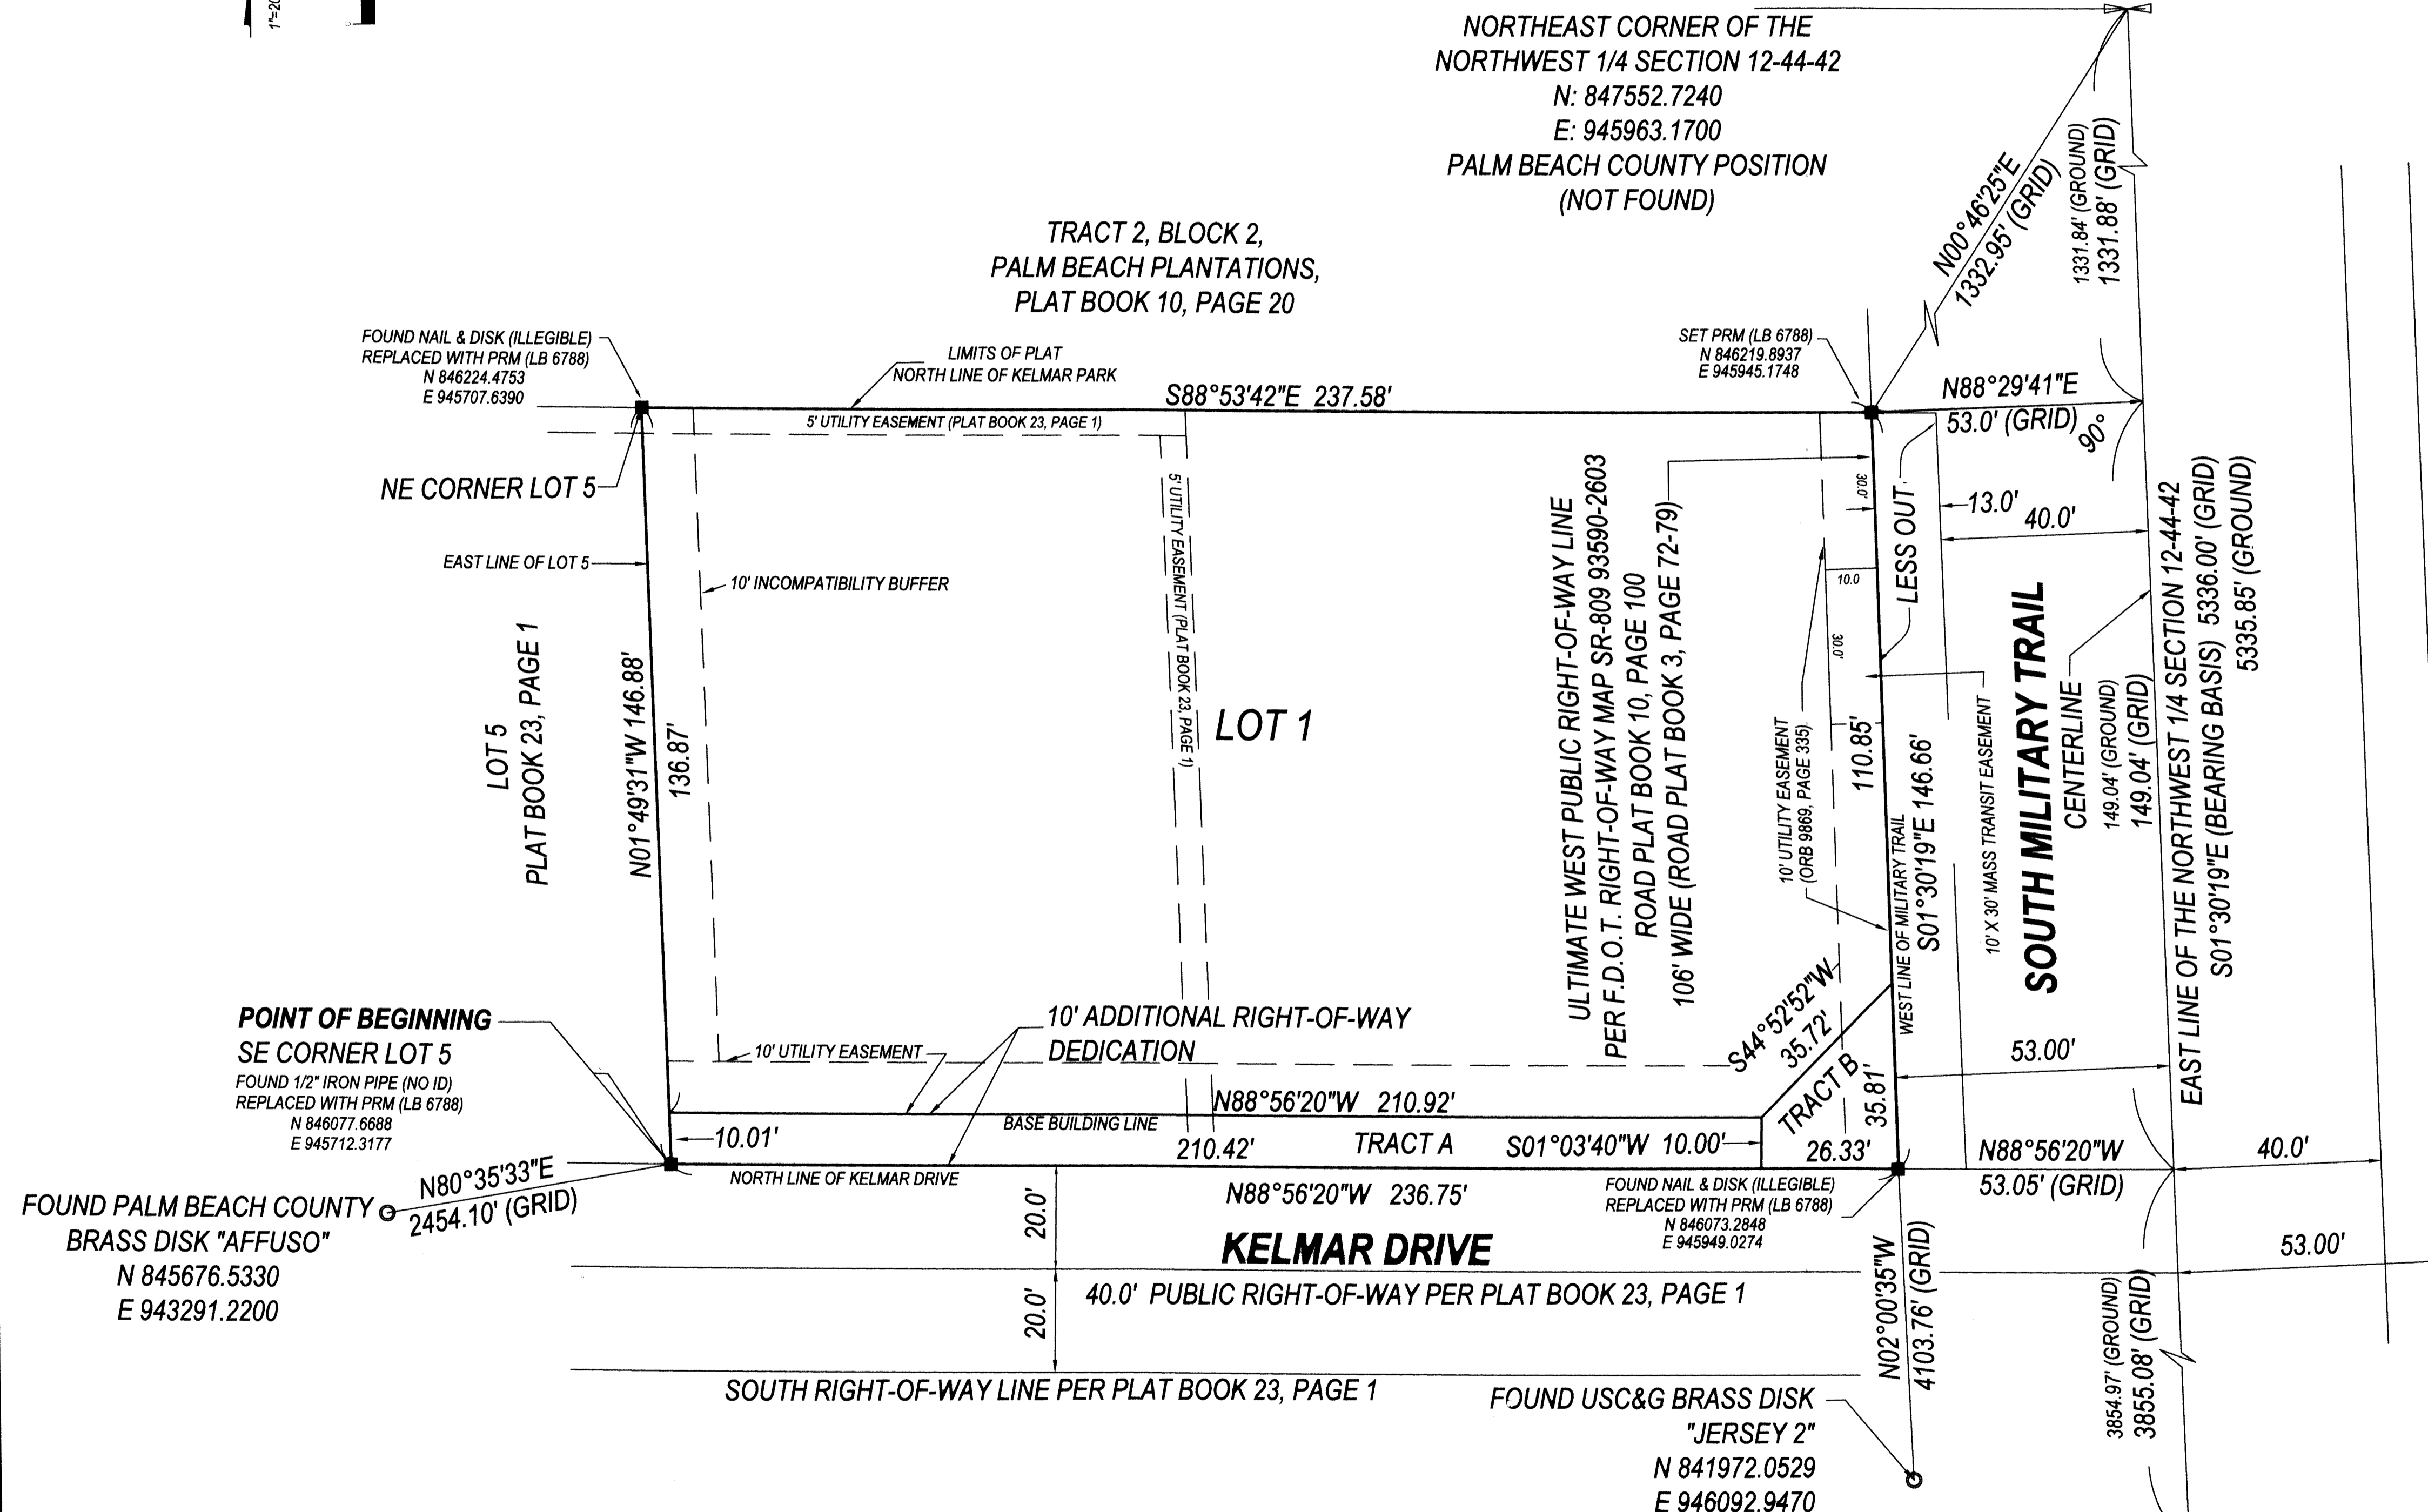 1"=20
NORTHEAST CORNER OF THE
NORTHWEST 1/4 SECTION 12-44-42
N: 847552.7240
E: 945963.1700
PALM BEACH COUNTY POSITION
(NOT FOUND)
N00°46'25"E
1332.95' (GRID)
1331.84' (GROUND)
1331.88' (GRID)
TRACT 2, BLOCK 2,
PALM BEACH PLANTATIONS,
PLAT BOOK 10, PAGE 20
FOUND NAIL & DISK (ILLEGIBLE)
REPLACED WITH PRM (LB 6788)
N 846224.4753
E 945707.6390
LIMITS OF PLAT
NORTH LINE OF KELMAR PARK
S88°53'42"E 237.58'
5' UTILITY EASEMENT (PLAT BOOK 23, PAGE 1)
SET PRM (LB 6788)
N 846219.8937
E 945945.1748
N88°29'41"E
53.0' (GRID)
90°
NE CORNER LOT 5
EAST LINE OF LOT 5
10' INCOMPATIBILITY BUFFER
LOT 5
PLAT BOOK 23, PAGE 1
N01°49'31"W 146.88'
136.87'
5' UTILITY EASEMENT (PLAT BOOK 23, PAGE 1)
LOT 1
ULTIMATE WEST PUBLIC RIGHT-OF-WAY LINE
PER F.D.O.T. RIGHT-OF-WAY MAP SR-809 93590-2603
ROAD PLAT BOOK 10, PAGE 100
106' WIDE (ROAD PLAT BOOK 3, PAGE 72-79)
30.0'
10.0
30.0'
LESS OUT
13.0'
40.0'
10' UTILITY EASEMENT
(ORB 9869, PAGE 335)
110.85'
WEST LINE OF MILITARY TRAIL
S01°30'19"E 146.66'
10' X 30' MASS TRANSIT EASEMENT
SOUTH MILITARY TRAIL
CENTERLINE
149.04' (GROUND)
149.04' (GRID)
EAST LINE OF THE NORTHWEST 1/4 SECTION 12-44-42
S01°30'19"E (BEARING BASIS) 5336.00' (GRID)
5335.85' (GROUND)
POINT OF BEGINNING
SE CORNER LOT 5
FOUND 1/2" IRON PIPE (NO ID)
REPLACED WITH PRM (LB 6788)
N 846077.6688
E 945712.3177
10' UTILITY EASEMENT
10' ADDITIONAL RIGHT-OF-WAY
DEDICATION
S44°52'52"W
35.72'
TRACT B
35.81'
53.00'
N88°56'20"W 210.92'
BASE BUILDING LINE
10.01'
210.42'
TRACT A
S01°03'40"W 10.00'
26.33'
N88°56'20"W
53.05' (GRID)
40.0'
NORTH LINE OF KELMAR DRIVE
N80°35'33"E
2454.10' (GRID)
FOUND PALM BEACH COUNTY
BRASS DISK "AFFUSO"
N 845676.5330
E 943291.2200
20.0'
N88°56'20"W 236.75'
FOUND NAIL & DISK (ILLEGIBLE)
REPLACED WITH PRM (LB 6788)
N 846073.2848
E 945949.0274
KELMAR DRIVE
53.00'
20.0'
40.0' PUBLIC RIGHT-OF-WAY PER PLAT BOOK 23, PAGE 1
N02°00'35"W
4103.76' (GRID)
3854.97' (GROUND)
3855.08' (GRID)
SOUTH RIGHT-OF-WAY LINE PER PLAT BOOK 23, PAGE 1
FOUND USC&G BRASS DISK
"JERSEY 2"
N 841972.0529
E 946092.9470